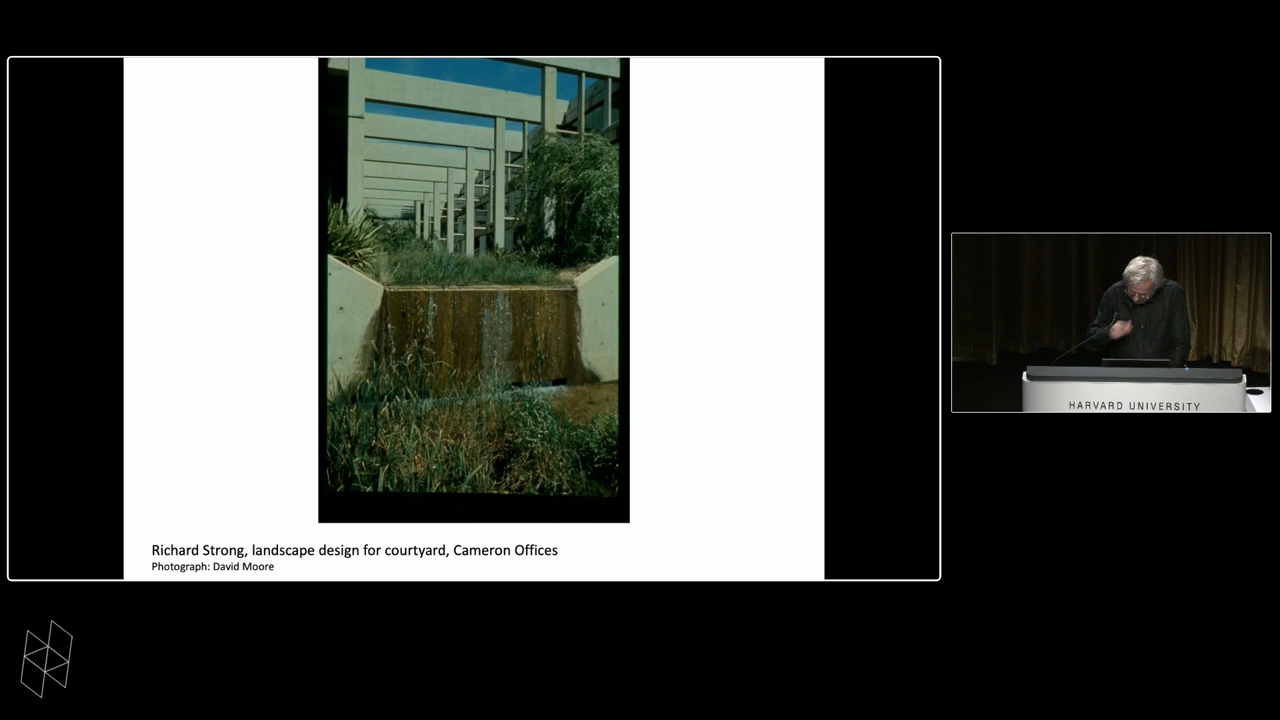 Richard Strong, landscape design for courtyard, Cameron Offices
Photograph: David Moore
HARVARD UNIVERSITY